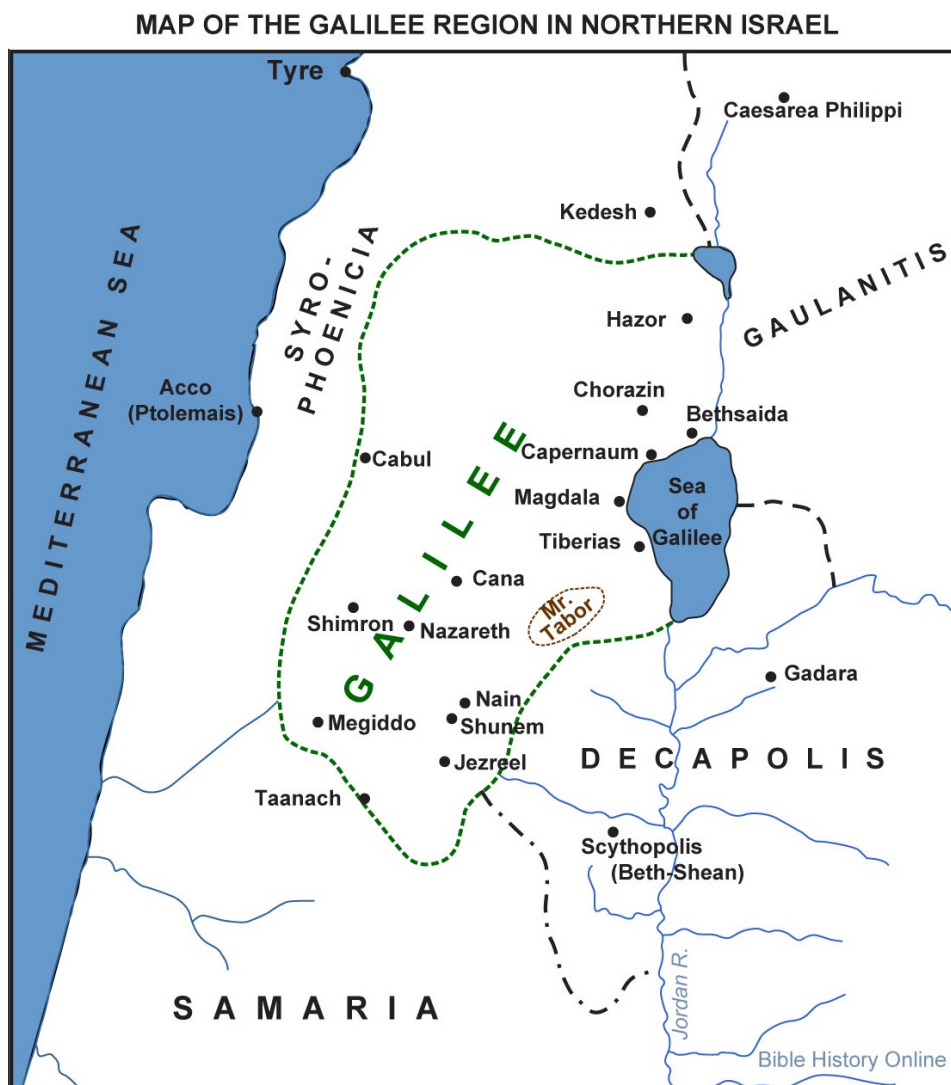 MAP OF THE GALILEE REGION IN NORTHERN ISRAEL
Tyre
Caesarea Philippi
Kedesh
MEDITERRANEAN SEA
SYRO-
PHOENICIA
GAULANITIS
Hazor
Acco
(Ptolemais)
Chorazin
Bethsaida
Cabul
Capernaum
GALILEE
Magdala
Sea
of
Galilee
Tiberias
Cana
Mr.
Tabor
Shimron
Nazareth
Gadara
Nain
Megiddo
Shunem
DECAPOLIS
Jezreel
Taanach
Scythopolis
(Beth-Shean)
SAMARIA
Jordan R.
Bible History Online